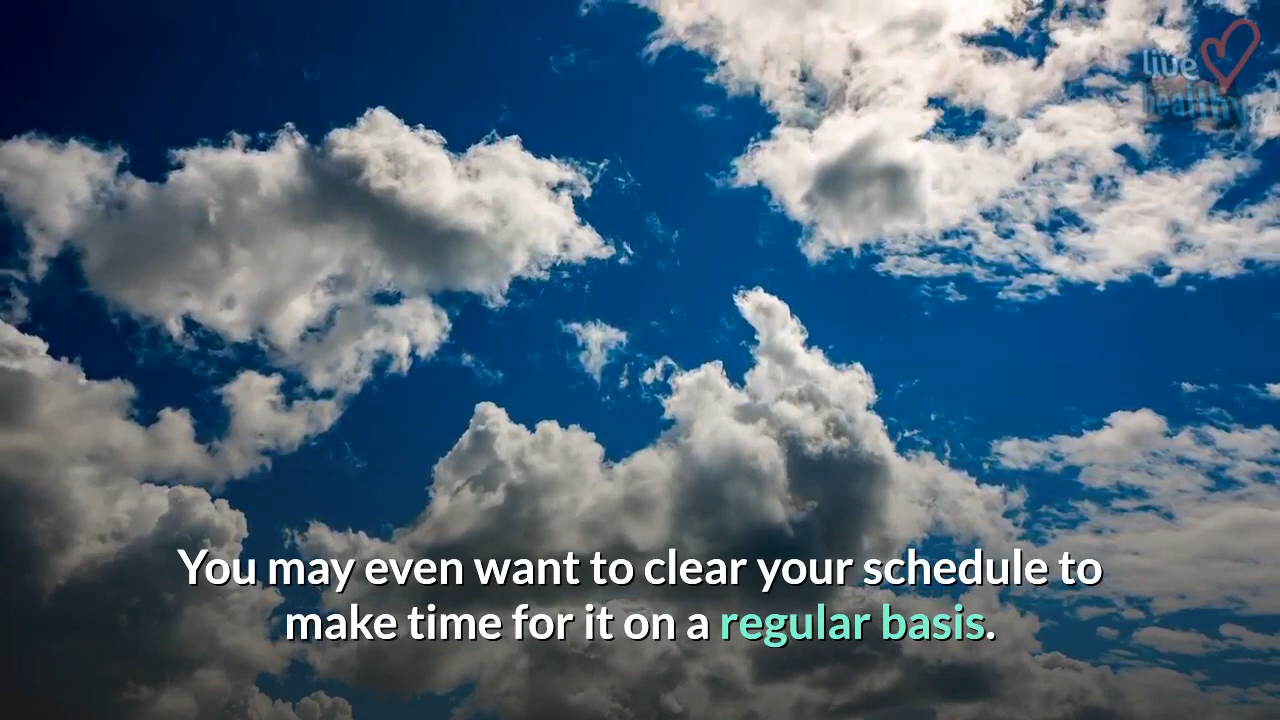 live
healthy
You may even want to clear your schedule to
make time for it on a regular basis.